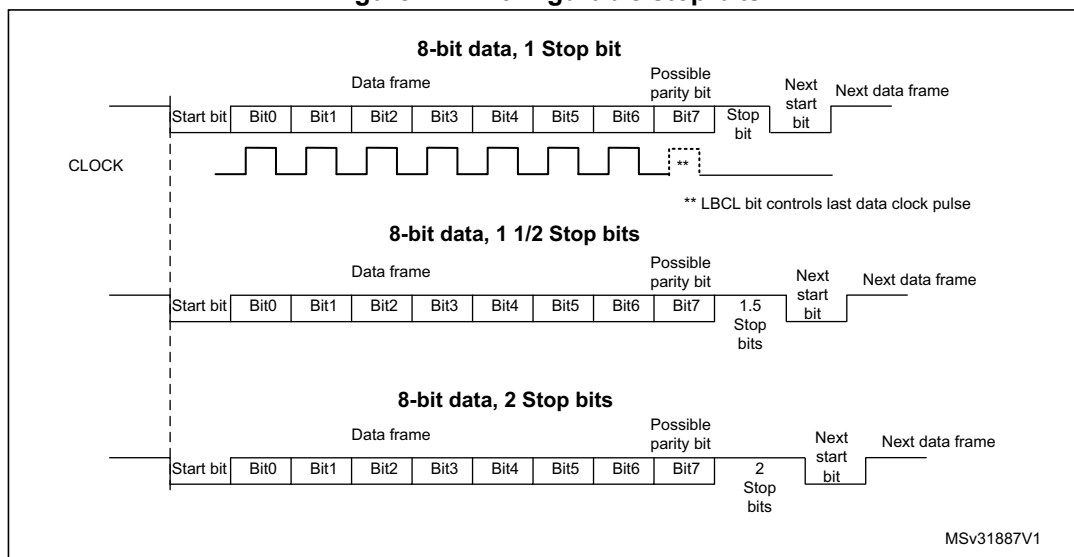 8-bit data, 1 Stop bit
Data frame
Possible
parity bit
Next
start
bit
Next data frame
Start bit Bit0 Bit1 Bit2 Bit3 Bit4 Bit5 Bit6 Bit7 Stop
bit
CLOCK
**
** LBCL bit controls last data clock pulse
8-bit data, 1 1/2 Stop bits
Data frame
Possible
parity bit
Next
start
bit
Next data frame
Start bit Bit0 Bit1 Bit2 Bit3 Bit4 Bit5 Bit6 Bit7 1.5
Stop
bits
8-bit data, 2 Stop bits
Data frame
Possible
parity bit
Next
start
bit
Next data frame
Start bit Bit0 Bit1 Bit2 Bit3 Bit4 Bit5 Bit6 Bit7 2
Stop
bits
MSv31887V1